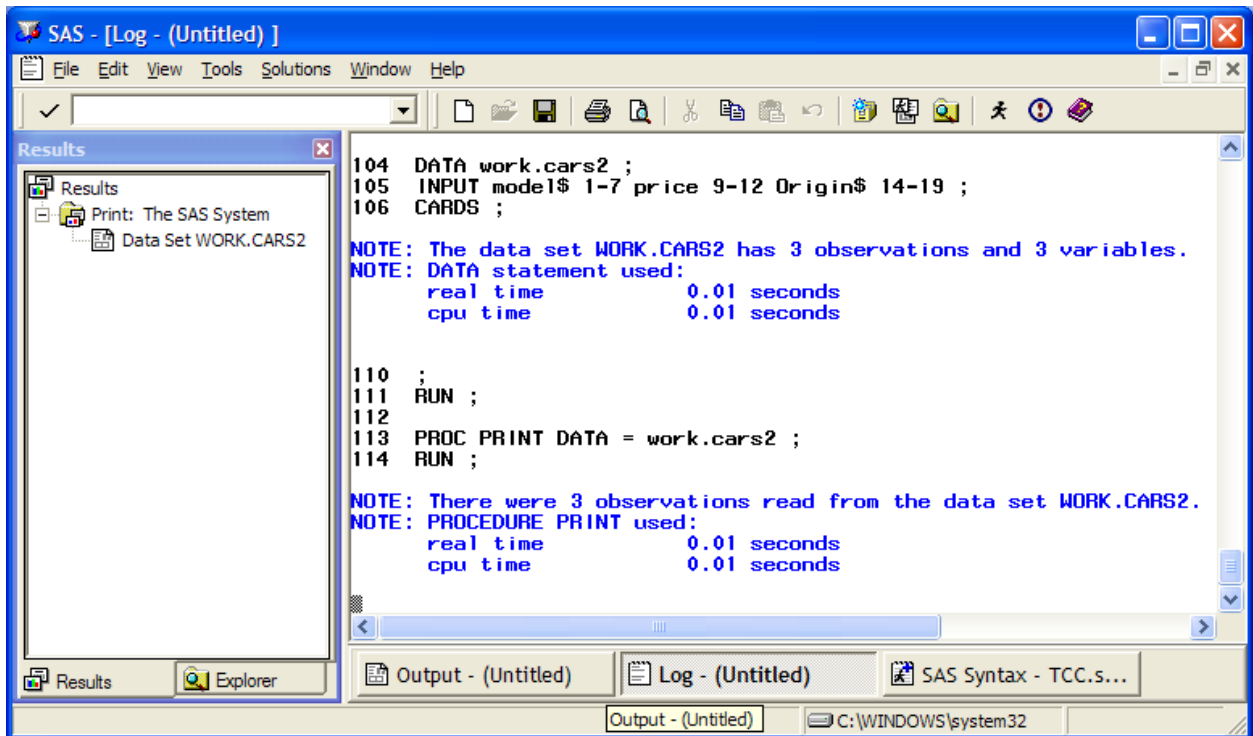 SAS - [Log - (Untitled) ]
File Edit View Tools Solutions Window Help
Results
Results
Print: The SAS System
Data Set WORK.CARS2
104 DATA work.cars2 ;
105 INPUT model$ 1-7 price 9-12 Origin$ 14-19 ;
106 CARDS ;
NOTE: The data set WORK.CARS2 has 3 observations and 3 variables.
NOTE: DATA statement used:
real time 0.01 seconds
cpu time 0.01 seconds
110 ;
111 RUN ;
112
113 PROC PRINT DATA = work.cars2 ;
114 RUN ;
NOTE: There were 3 observations read from the data set WORK.CARS2.
NOTE: PROCEDURE PRINT used:
real time 0.01 seconds
cpu time 0.01 seconds
Results Explorer
Output - (Untitled) Log - (Untitled) SAS Syntax - TCC.s...
Output - (Untitled) C:\WINDOWS\system32